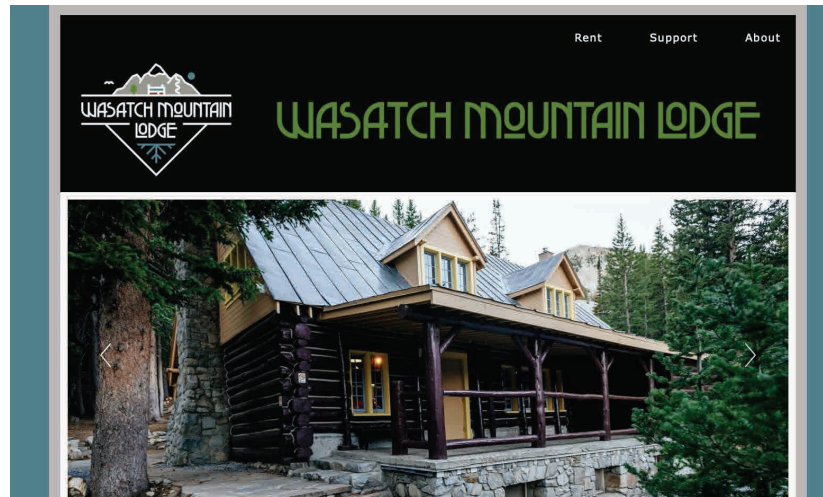 Rent Support About
WASATCH MOUNTAIN
LODGE
WASATCH MOUNTAIN LODGE